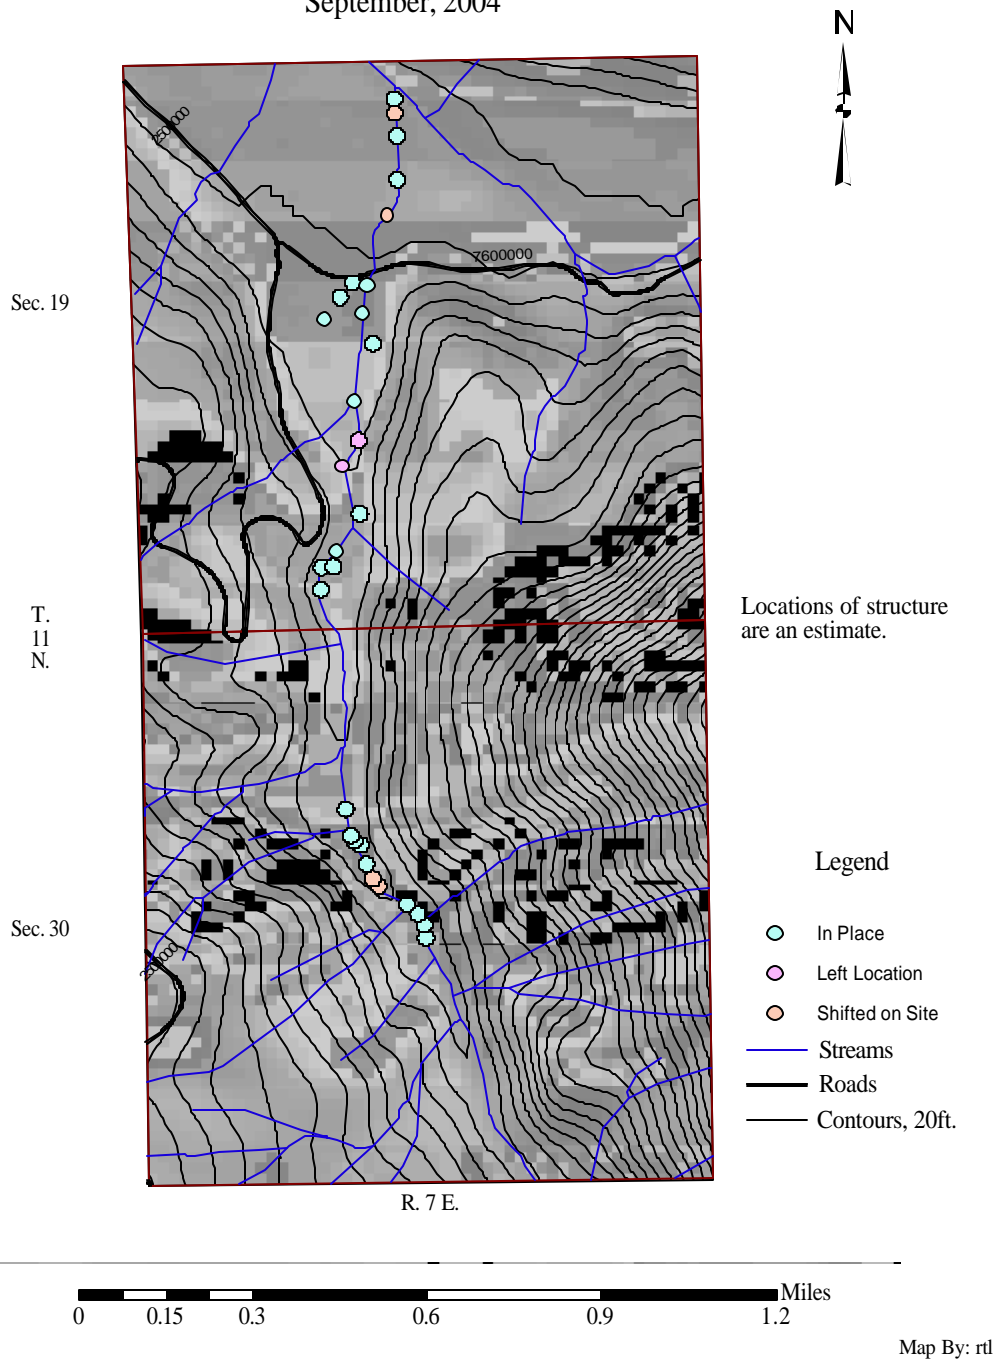 September, 2004
N
2500000
7600000
Sec. 19
T.
11
N.
Locations of structure
are an estimate.
Sec. 30
2500000
Legend
In Place
Left Location
Shifted on Site
Streams
Roads
Contours, 20ft.
R. 7 E.
Miles
0 0.15 0.3 0.6 0.9 1.2
Map By: rtl